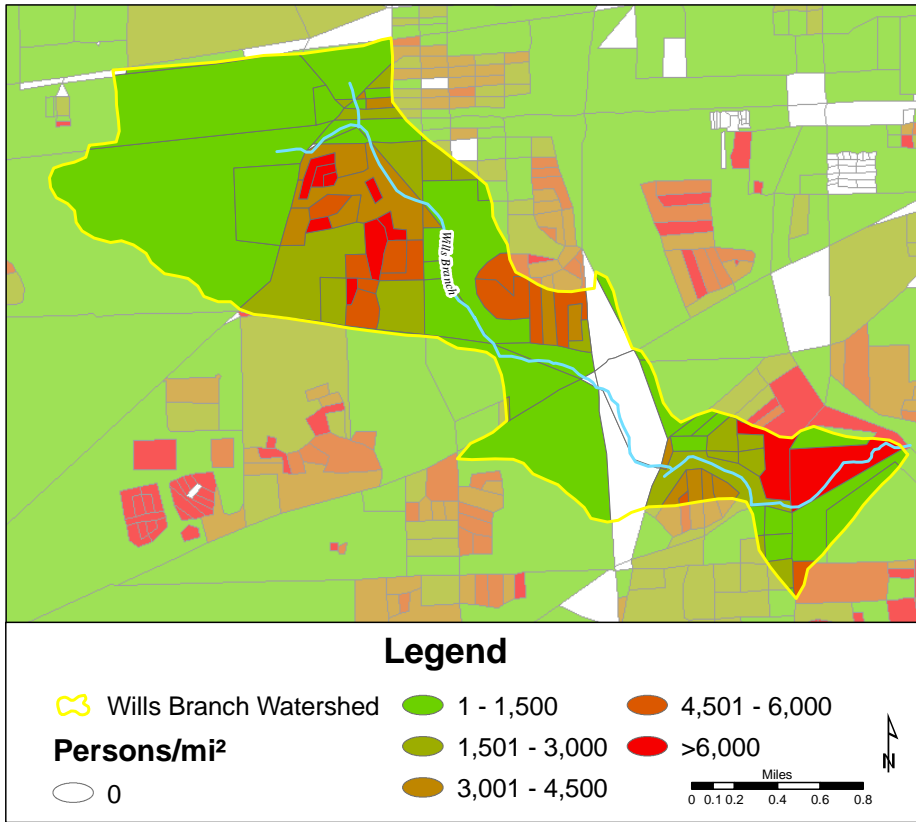 Wills Branch
Legend
Wills Branch Watershed
Persons/mi²
0
1 - 1,500
1,501 - 3,000
3,001 - 4,500
4,501 - 6,000
>6,000
N
Miles
0 0.1 0.2 0.4 0.6 0.8